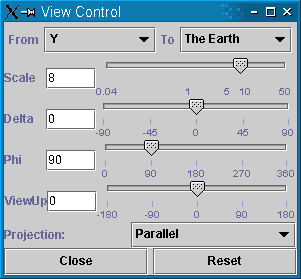 View Control
From Y To The Earth
Scale 8
0.04 1 5 10 50
Delta 0
-90 -45 0 45 90
Phi 90
0 90 180 270 360
ViewUp 0
-180 -90 0 90 180
Projection: Parallel
Close Reset